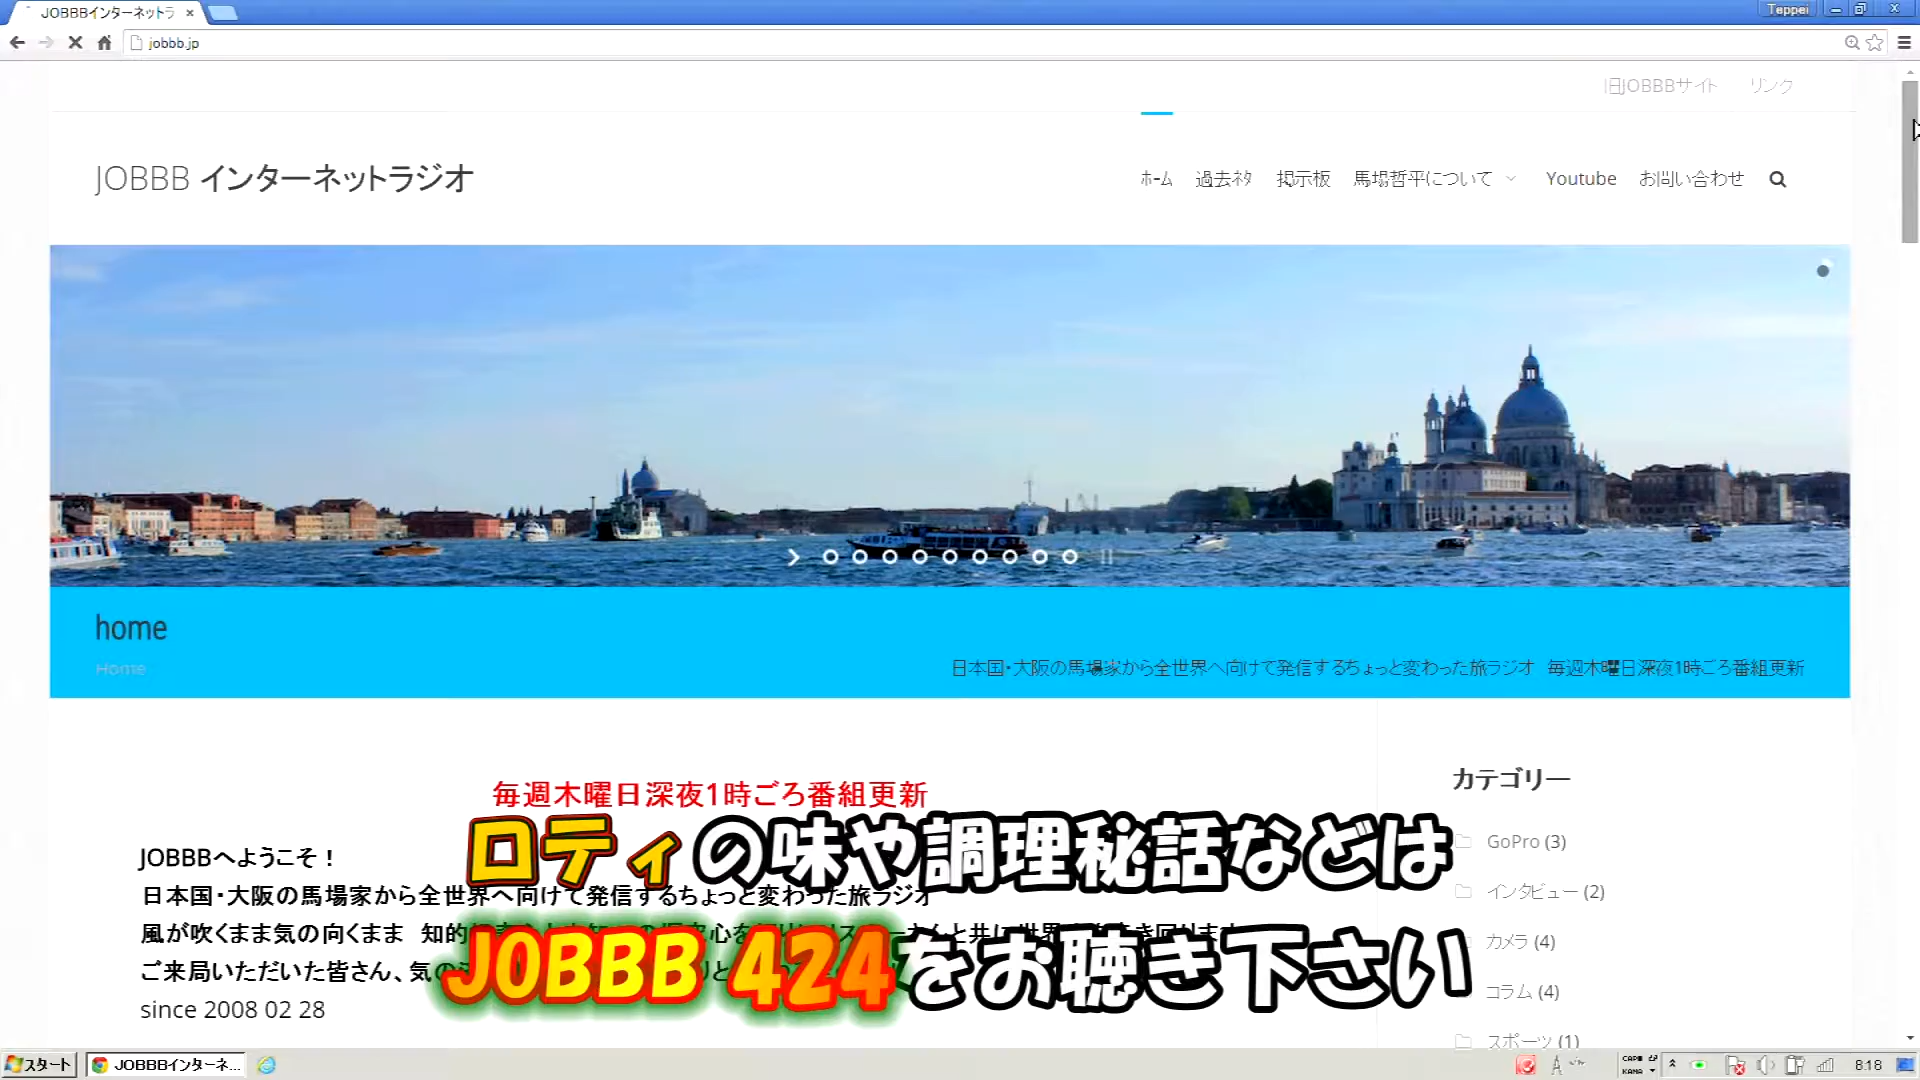 JOBBBインターネットラ
Teppei
jobbb.jp
旧JOBBBサイト リンク
JOBBB インターネットラジオ
ホーム 過去ネタ 掲示板 馬場哲平について Youtube お問い合わせ
home
Home
日本国・大阪の馬場家から全世界へ向けて発信するちょっと変わった旅ラジオ 毎週木曜日深夜1時ごろ番組更新
毎週木曜日深夜1時ごろ番組更新
カテゴリー
ロティの味や調理秘話などは
GoPro (3)
JOBBBへようこそ！
インタビュー (2)
日本国・大阪の馬場家から全世界へ向けて発信するちょっと変わった旅ラジオ
風が吹くまま気の向くまま 知的
カメラ (4)
JOBBB 424をお聴き下さい
ご来局いただいた皆さん、気の
コラム (4)
since 2008 02 28
スポーツ (1)
スタート JOBBBインターネ... CAPS KANA 8:18